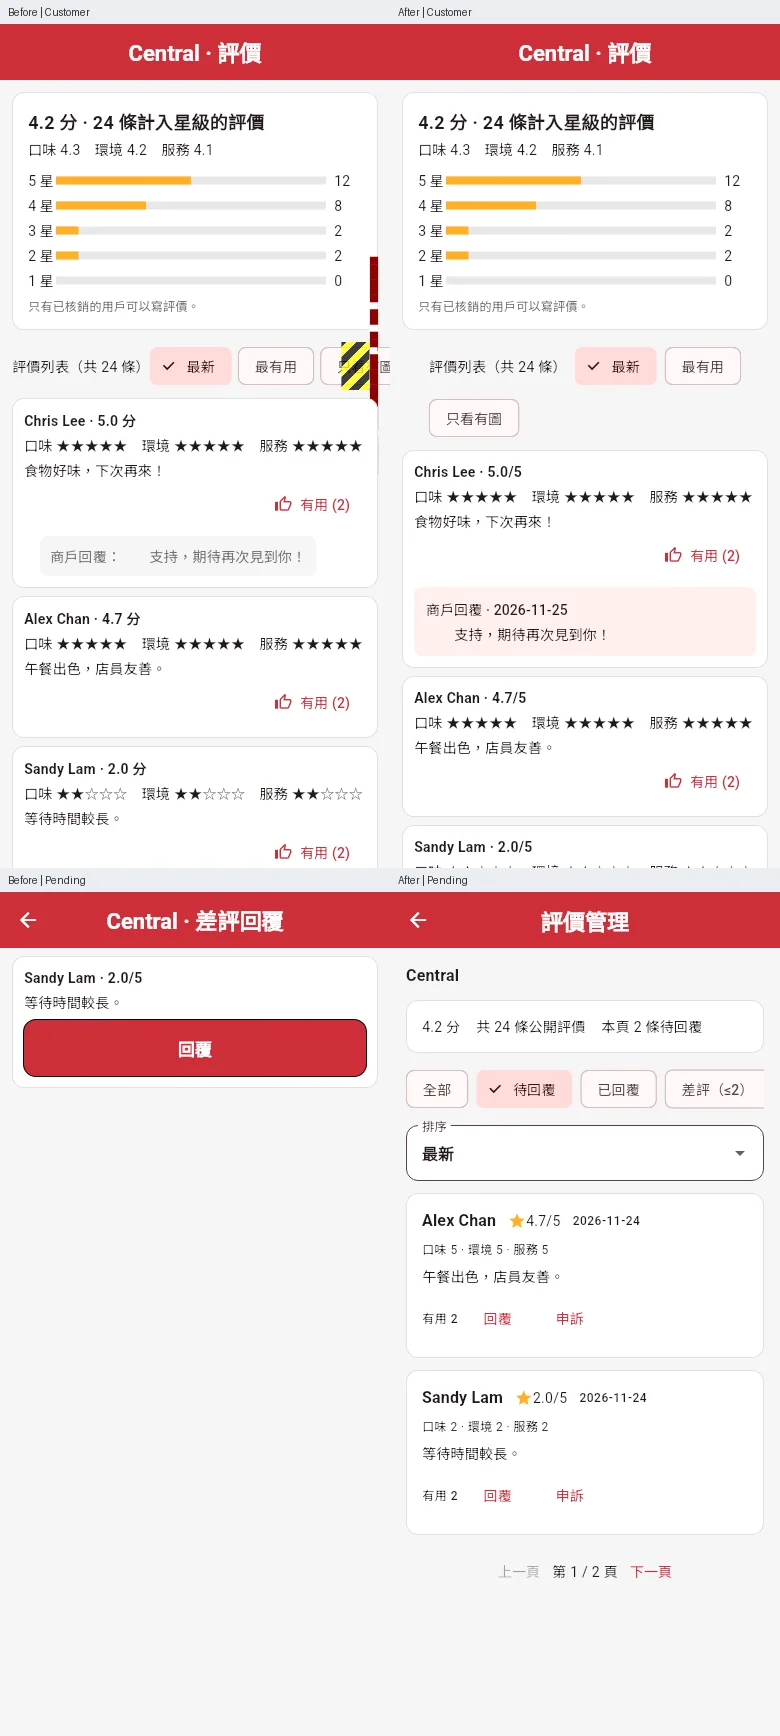 Before | Customer
Central · 評價
4.2 分 · 24 條計入星級的評價
口味 4.3 環境 4.2 服務 4.1
5 星 12
4 星 8
3 星 2
2 星 2
1 星 0
只有已核銷的用戶可以寫評價。
評價列表（共 24 條） 最新 最有用
Chris Lee · 5.0 分
口味 ★★★★★ 環境 ★★★★★ 服務 ★★★★★
食物好味，下次再來！
有用 (2)
商戶回覆： 支持，期待再次見到你！
Alex Chan · 4.7 分
口味 ★★★★★ 環境 ★★★★★ 服務 ★★★★★
午餐出色，店員友善。
有用 (2)
Sandy Lam · 2.0 分
口味 ★★☆☆☆ 環境 ★★☆☆☆ 服務 ★★☆☆☆
等待時間較長。
有用 (2)
After | Customer
Central · 評價
4.2 分 · 24 條計入星級的評價
口味 4.3 環境 4.2 服務 4.1
5 星 12
4 星 8
3 星 2
2 星 2
1 星 0
只有已核銷的用戶可以寫評價。
評價列表（共 24 條） 最新 最有用
只看有圖
Chris Lee · 5.0/5
口味 ★★★★★ 環境 ★★★★★ 服務 ★★★★★
食物好味，下次再來！
有用 (2)
商戶回覆 · 2026-11-25
支持，期待再次見到你！
Alex Chan · 4.7/5
口味 ★★★★★ 環境 ★★★★★ 服務 ★★★★★
午餐出色，店員友善。
有用 (2)
Sandy Lam · 2.0/5
Before | Pending
Central · 差評回覆
Sandy Lam · 2.0/5
等待時間較長。
回覆
After | Pending
評價管理
Central
4.2 分 共 24 條公開評價 本頁 2 條待回覆
全部 待回覆 已回覆 差評（≤2）
排序
最新
Alex Chan ★4.7/5 2026-11-24
口味 5 · 環境 5 · 服務 5
午餐出色，店員友善。
有用 2 回覆 申訴
Sandy Lam ★2.0/5 2026-11-24
口味 2 · 環境 2 · 服務 2
等待時間較長。
有用 2 回覆 申訴
上一頁 第 1 / 2 頁 下一頁